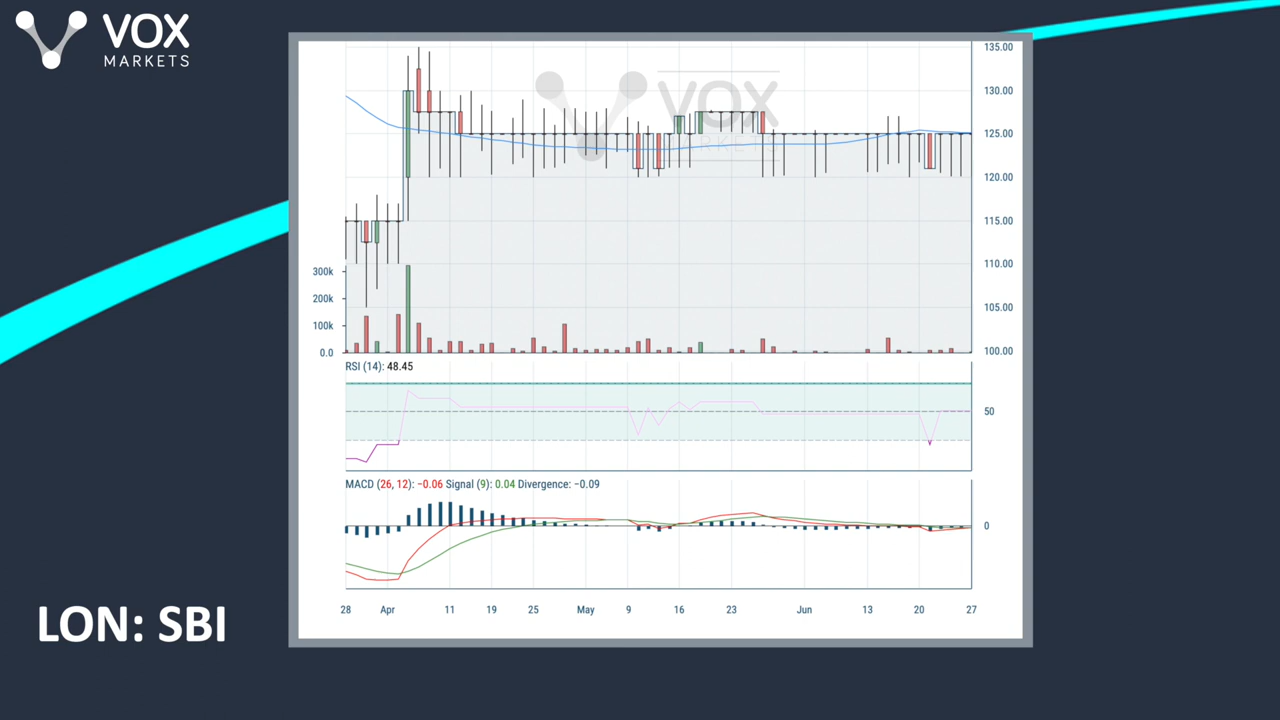 VOX
MARKETS
135.00
130.00
VOX
MARKETS
125.00
120.00
115.00
110.00
300k
105.00
200k
100k
0.0
100.00
RSI (14): 48.45
50
MACD (26, 12): −0.06 Signal (9): 0.04 Divergence: −0.09
0
28 Apr 11 19 25 May 9 16 23 Jun 13 20 27
LON: SBI